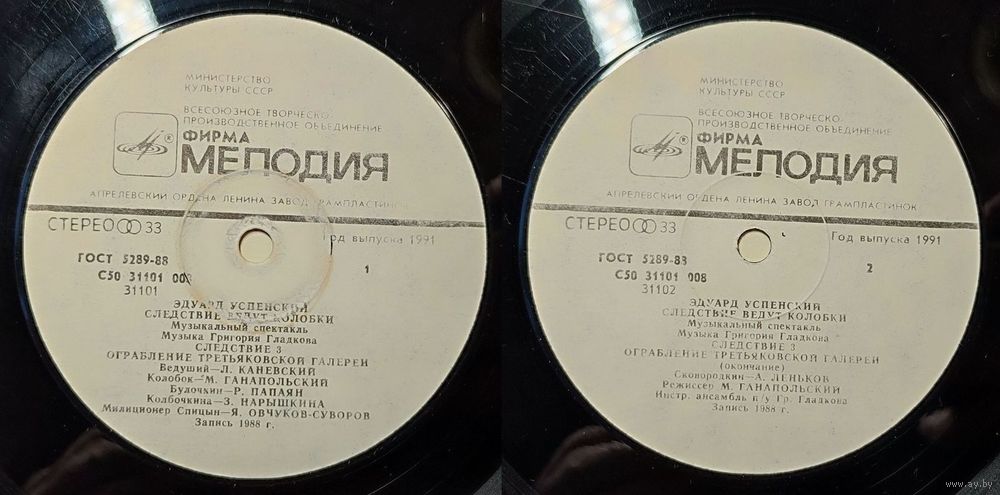 МИНИСТЕРСТВО
КУЛЬТУРЫ СССР
ВСЕСОЮЗНОЕ ТВОРЧЕСКО-
ПРОИЗВОДСТВЕННОЕ ОБЪЕДИНЕНИЕ
®
ФИРМА
МЕЛОДИЯ
АПРЕЛЕВСКИЙ ОРДЕНА ЛЕНИНА ЗАВОД ГРАМПЛАСТИНОК
СТЕРЕО 33
Год выпуска 1991
ГОСТ 5289-88
1
С50 31101 008
31101
ЭДУАРД УСПЕНСКИЙ
СЛЕДСТВИЕ ВЕДУТ КОЛОБКИ
Музыкальный спектакль
Музыка Григория Гладкова
СЛЕДСТВИЕ 3
ОГРАБЛЕНИЕ ТРЕТЬЯКОВСКОЙ ГАЛЕРЕИ
Ведущий—Л. КАНЕВСКИЙ
Колобок—М. ГАНАПОЛЬСКИЙ
Булочкин—Р. ПАПАЯН
Колбочкина—З. НАРЫШКИНА
Милиционер Спицын—Я. ОВЧУКОВ-СУВОРОВ
Запись 1988 г.
МИНИСТЕРСТВО
КУЛЬТУРЫ СССР
ВСЕСОЮЗНОЕ ТВОРЧЕСКО-
ПРОИЗВОДСТВЕННОЕ ОБЪЕДИНЕНИЕ
®
ФИРМА
МЕЛОДИЯ
АПРЕЛЕВСКИЙ ОРДЕНА ЛЕНИНА ЗАВОД ГРАМПЛАСТИНОК
СТЕРЕО 33
Год выпуска 1991
ГОСТ 5289-88
2
С50 31101 008
31102
ЭДУАРД УСПЕНСКИЙ
СЛЕДСТВИЕ ВЕДУТ КОЛОБКИ
Музыкальный спектакль
Музыка Григория Гладкова
СЛЕДСТВИЕ 3
ОГРАБЛЕНИЕ ТРЕТЬЯКОВСКОЙ ГАЛЕРЕИ
(окончание)
Сковородкин—А. ЛЕНЬКОВ
Режиссер М. ГАНАПОЛЬСКИЙ
Инстр. ансамбль п/у Гр. Гладкова
Запись 1988 г.
www.ay.by